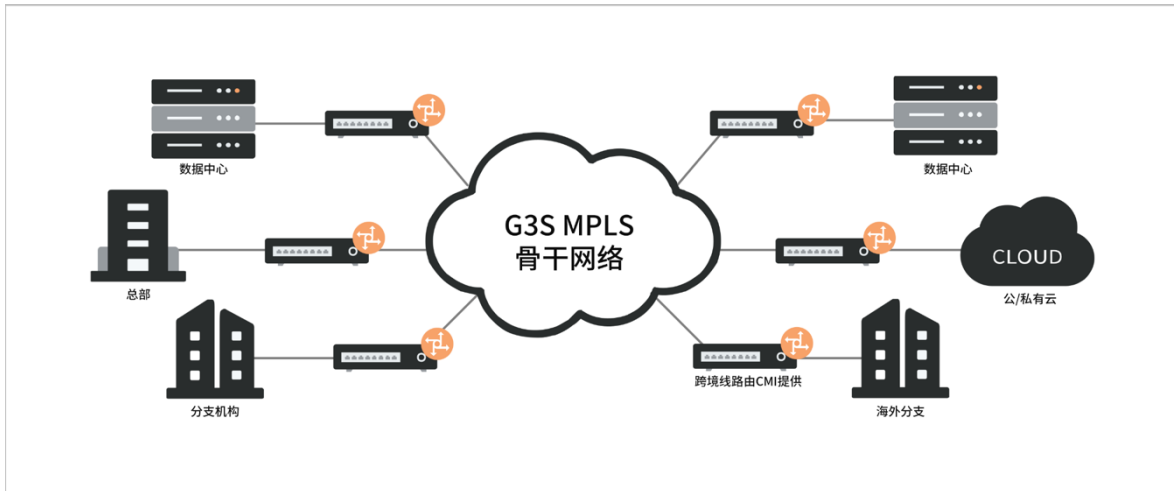 数据中心
数据中心
G3S MPLS
骨干网络
CLOUD
总部
公/私有云
跨境线路由CMI提供
分支机构
海外分支